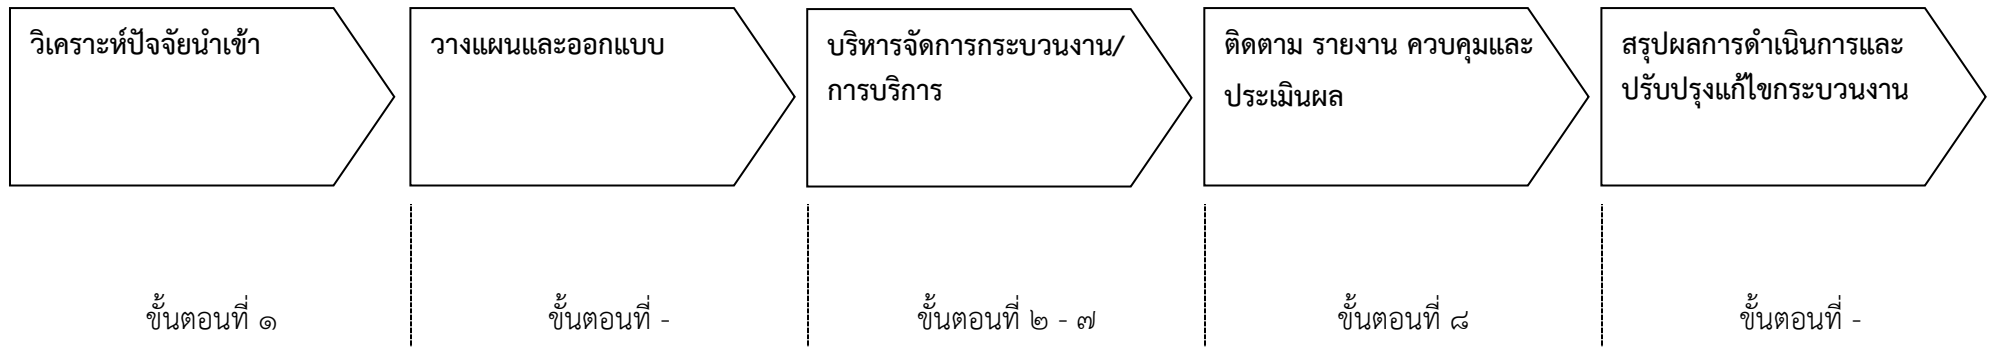 วิเคราะห์ปัจจัยนำเข้า
วางแผนและออกแบบ
บริหารจัดการกระบวนงาน/
การบริการ
ติดตาม รายงาน ควบคุมและ
ประเมินผล
สรุปผลการดำเนินการและ
ปรับปรุงแก้ไขกระบวนงาน
ขั้นตอนที่ ๑
ขั้นตอนที่ -
ขั้นตอนที่ ๒ - ๗
ขั้นตอนที่ ๘
ขั้นตอนที่ -